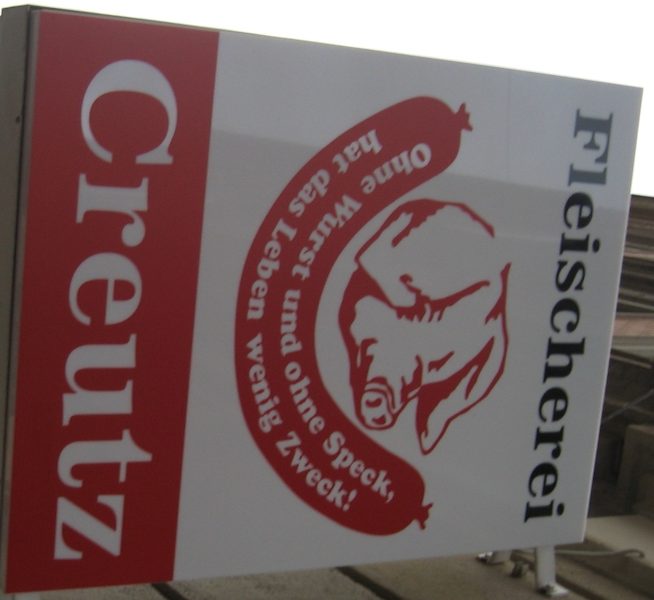 Fleischerei
Ohne Wurst und ohne Speck,
hat das Leben wenig Zweck!
Creutz